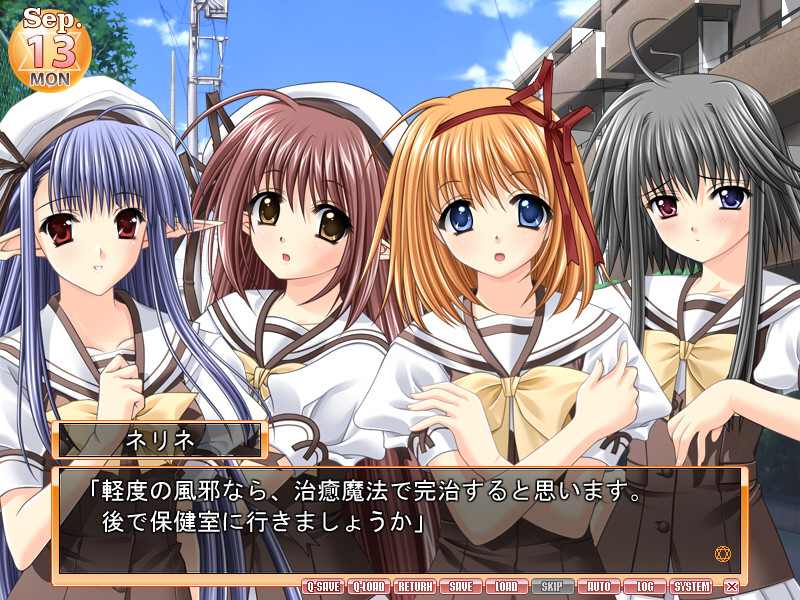 Sep.
13
MON
ネリネ
「軽度の風邪なら、治癒魔法で完治すると思います。
後で保健室に行きましょうか」
Q-SAVE Q-LOAD RETURN SAVE LOAD SKIP AUTO LOG SYSTEM X